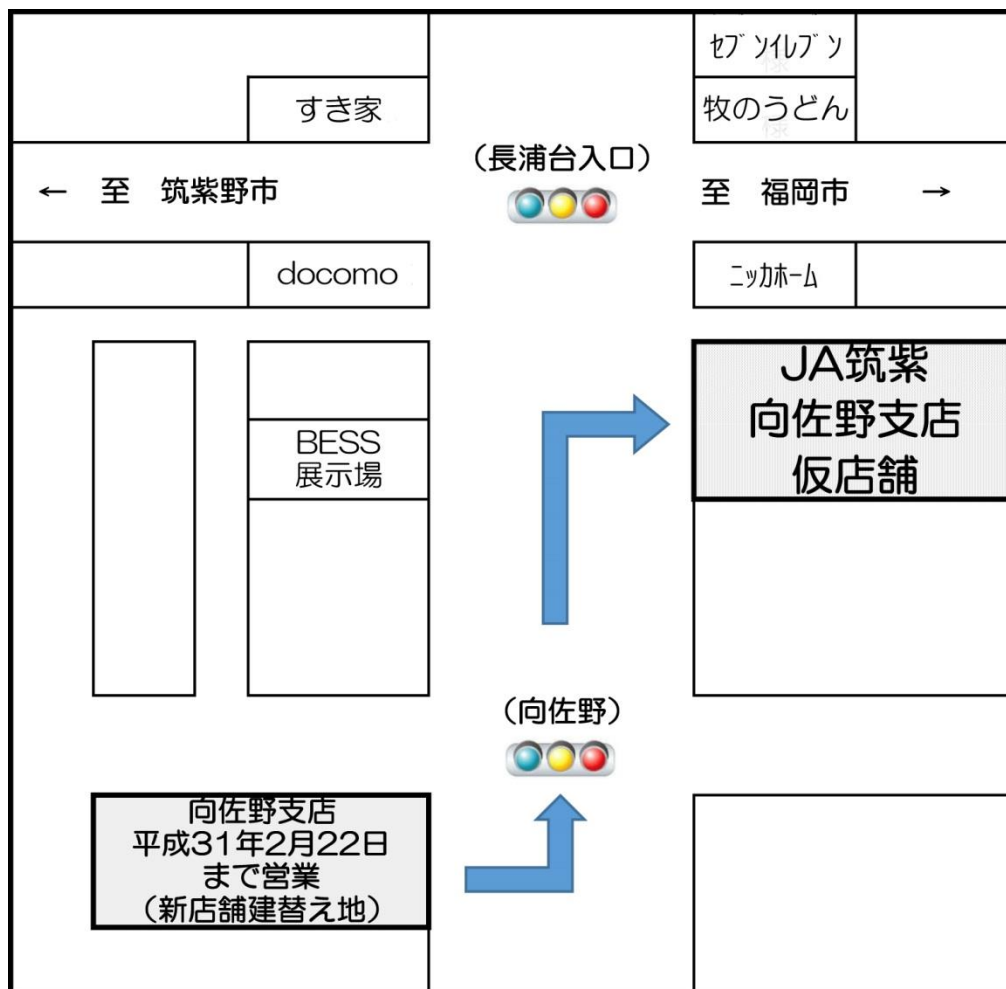 ｾﾌﾞﾝｲﾚﾌﾞﾝ
すき家
牧のうどん
（長浦台入口）
← 至 筑紫野市
至 福岡市 →
docomo
ﾆｯｶﾎｰﾑ
JA筑紫
向佐野支店
仮店舗
BESS
展示場
（向佐野）
向佐野支店
平成31年2月22日
まで営業
（新店舗建替え地）